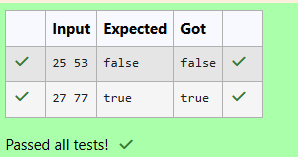 Input Expected Got
25 53 false false
27 77 true true
Passed all tests!